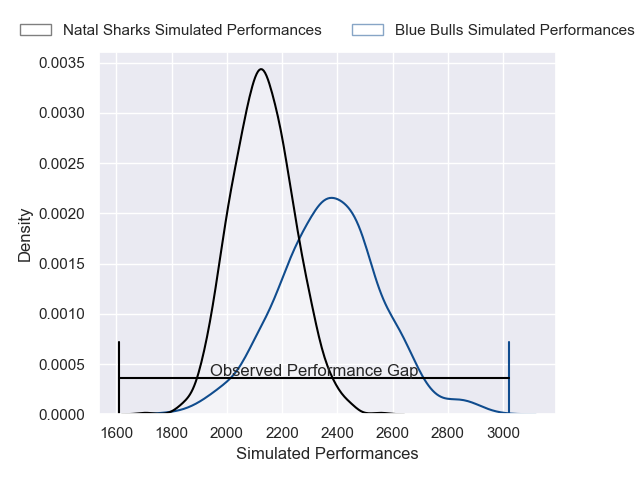 Natal Sharks Simulated Performances Blue Bulls Simulated Performances
0.0035
0.0030
0.0025
0.0020
0.0015
0.0010
0.0005
0.0000
Density
Observed Performance Gap
1600 1800 2000 2200 2400 2600 2800 3000
Simulated Performances